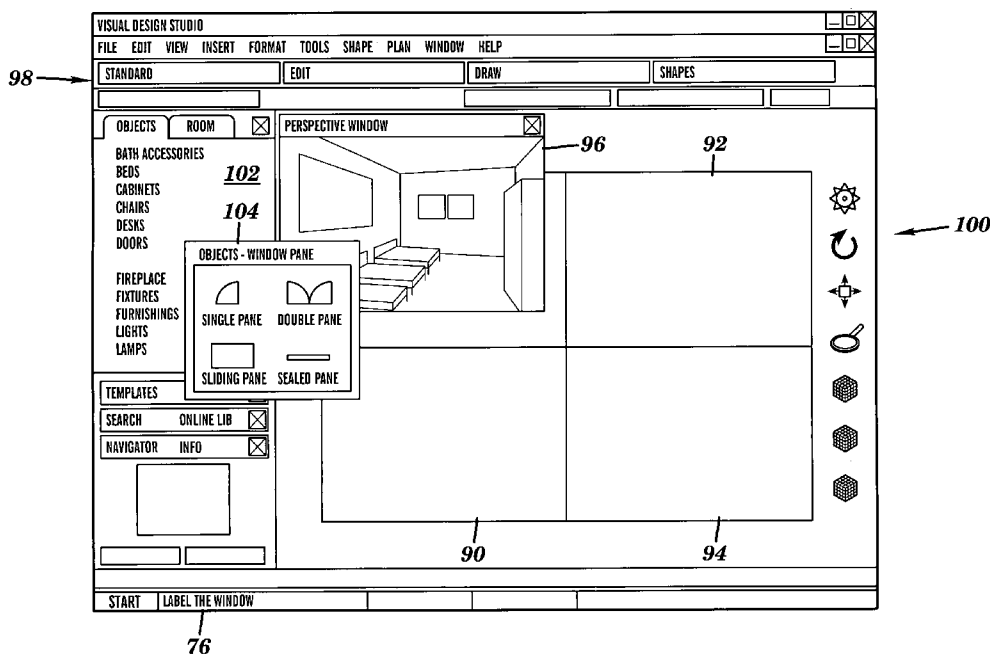 VISUAL DESIGN STUDIO
FILE EDIT VIEW INSERT FORMAT TOOLS SHAPE PLAN WINDOW HELP
98
STANDARD EDIT DRAW SHAPES
OBJECTS ROOM
PERSPECTIVE WINDOW
96
92
BATH ACCESSORIES
BEDS
102
CABINETS
CHAIRS
104
DESKS
DOORS
100
OBJECTS - WINDOW PANE
FIREPLACE
FIXTURES
FURNISHINGS
LIGHTS
LAMPS
SINGLE PANE DOUBLE PANE
SLIDING PANE SEALED PANE
TEMPLATES
SEARCH ONLINE LIB
NAVIGATOR INFO
90
94
START LABEL THE WINDOW
76